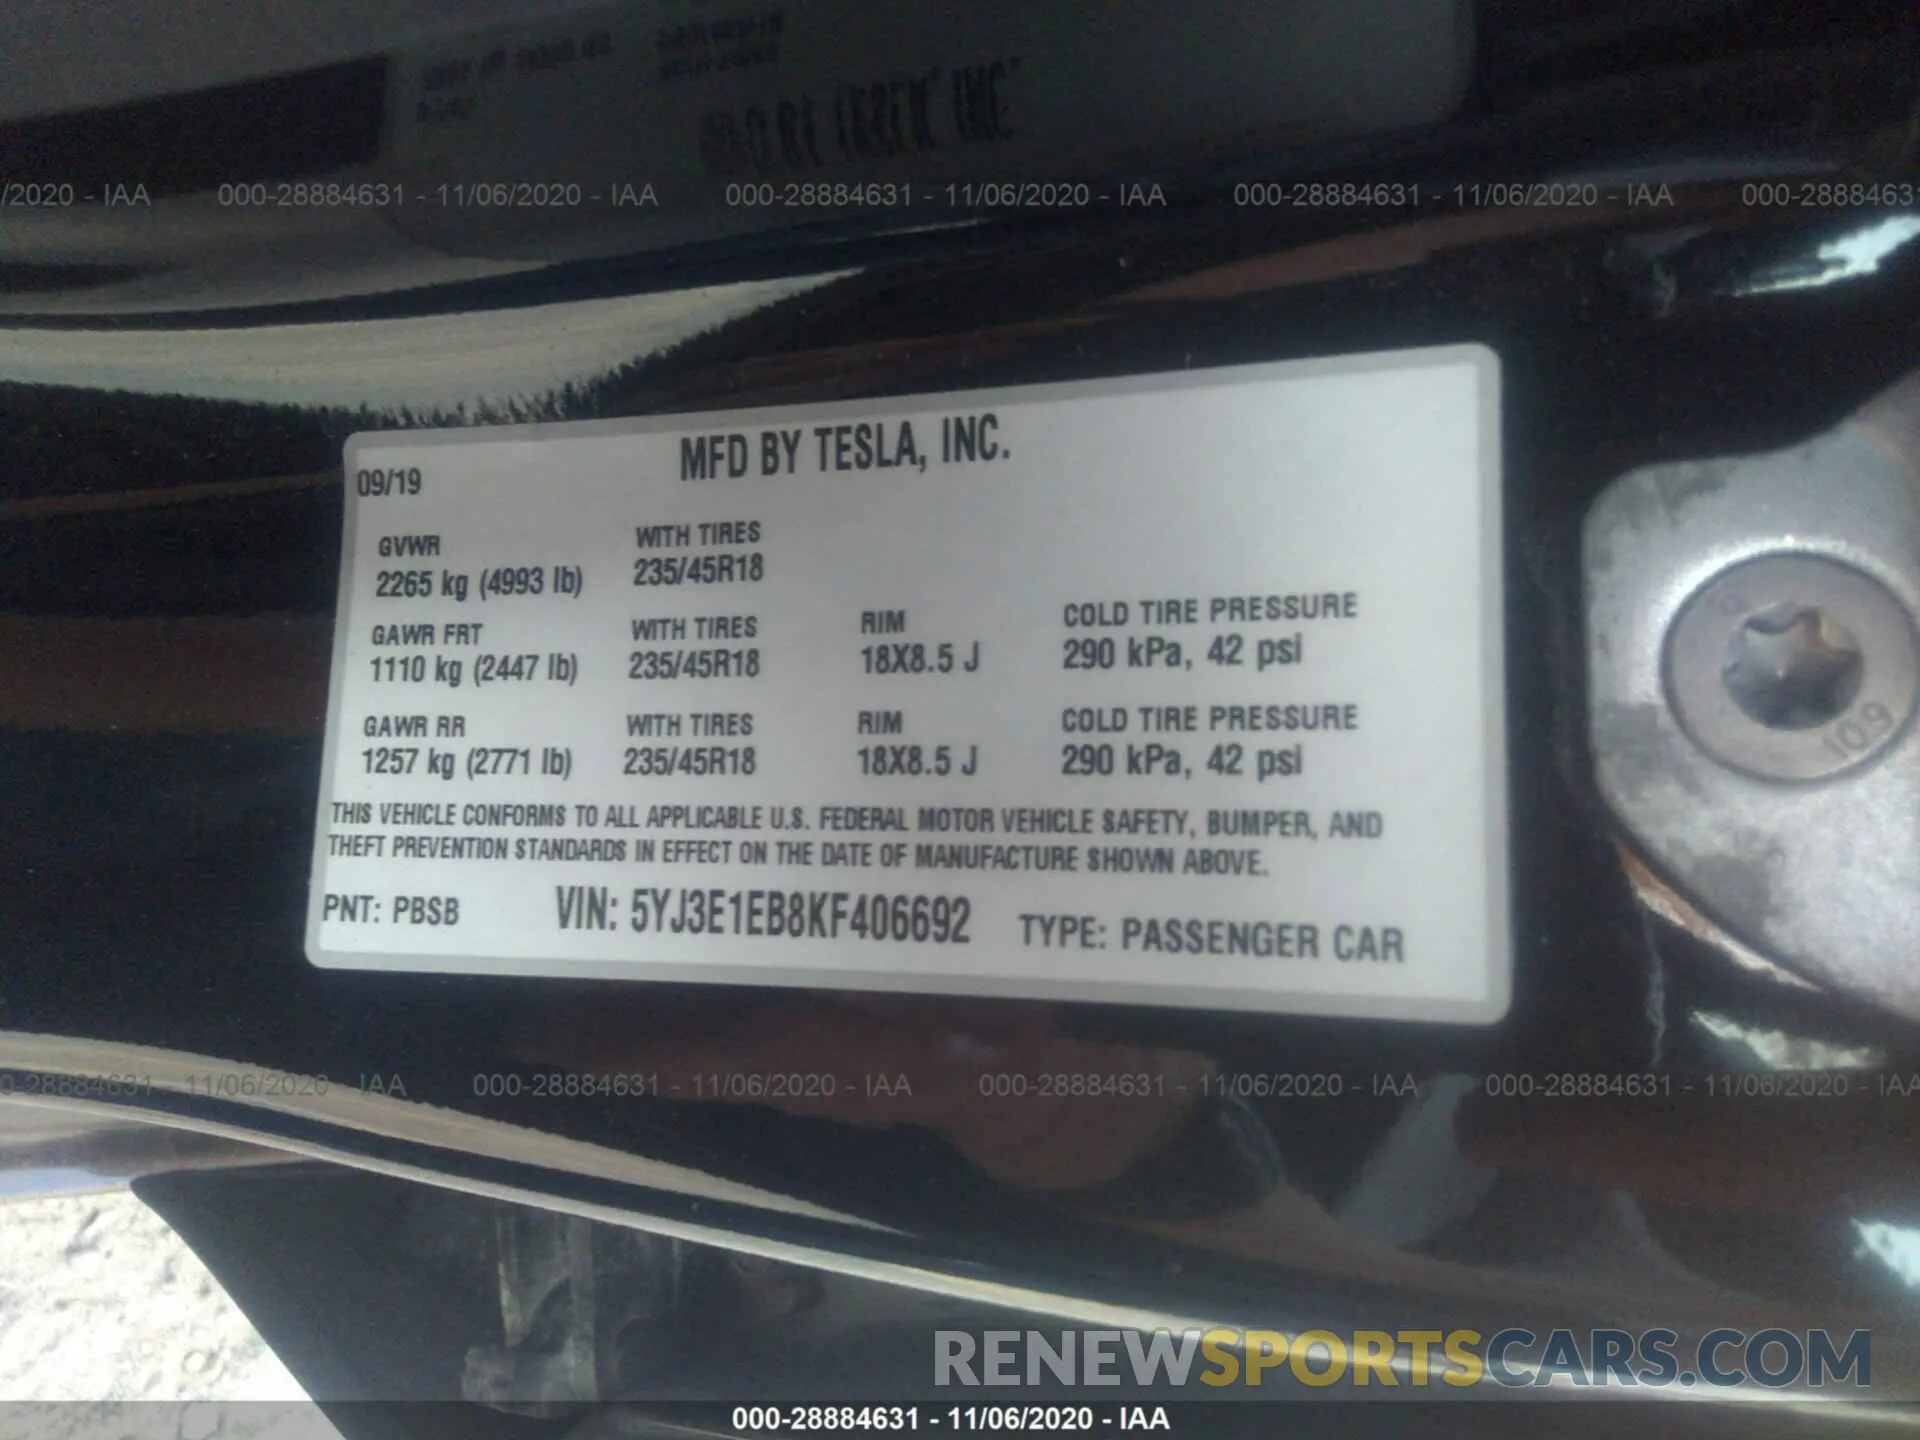 /2020 - IAA 000-28884631 - 11/06/2020 - IAA 000-28884631 - 11/06/2020 - IAA 000-28884631 - 11/06/2020 - IAA 000-2888463
MFD BY TESLA, INC.
09/19
GVWR WITH TIRES
2265 kg (4993 lb) 235/45R18
GAWR FRT WITH TIRES RIM COLD TIRE PRESSURE
1110 kg (2447 lb) 235/45R18 18X8.5 J 290 kPa, 42 psi
GAWR RR WITH TIRES RIM COLD TIRE PRESSURE
1257 kg (2771 lb) 235/45R18 18X8.5 J 290 kPa, 42 psi
THIS VEHICLE CONFORMS TO ALL APPLICABLE U.S. FEDERAL MOTOR VEHICLE SAFETY, BUMPER, AND
THEFT PREVENTION STANDARDS IN EFFECT ON THE DATE OF MANUFACTURE SHOWN ABOVE.
PNT: PBSB VIN: 5YJ3E1EB8KF406692 TYPE: PASSENGER CAR
10.9
0-28884631 - 11/06/2020 - IAA 000-28884631 - 11/06/2020 - IAA 000-28884631 - 11/06/2020 - IAA 000-28884631 - 11/06/2020 - IAA
RENEWSPORTSCARS.COM
000-28884631 - 11/06/2020 - IAA